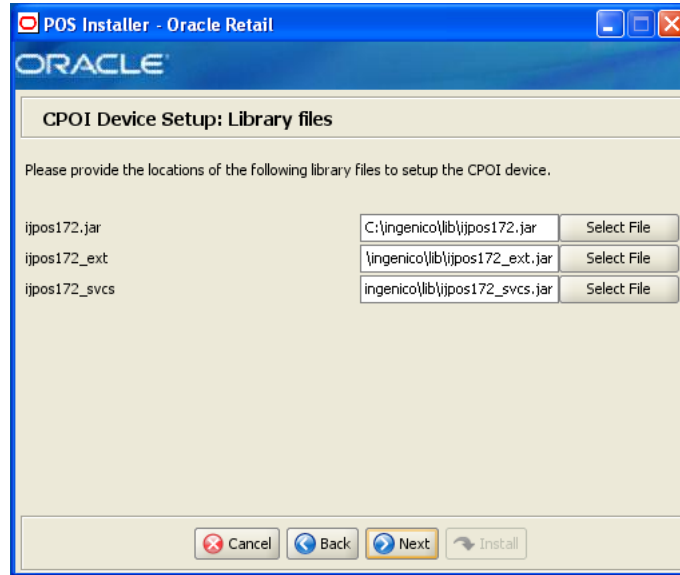 POS Installer - Oracle Retail
ORACLE
CPOI Device Setup: Library files
Please provide the locations of the following library files to setup the CPOI device.
ijpos172.jar C:\ingenico\lib\ijpos172.jar Select File
ijpos172_ext \ingenico\lib\ijpos172_ext.jar Select File
ijpos172_svcs ingenico\lib\ijpos172_svcs.jar Select File
Cancel Back Next Install